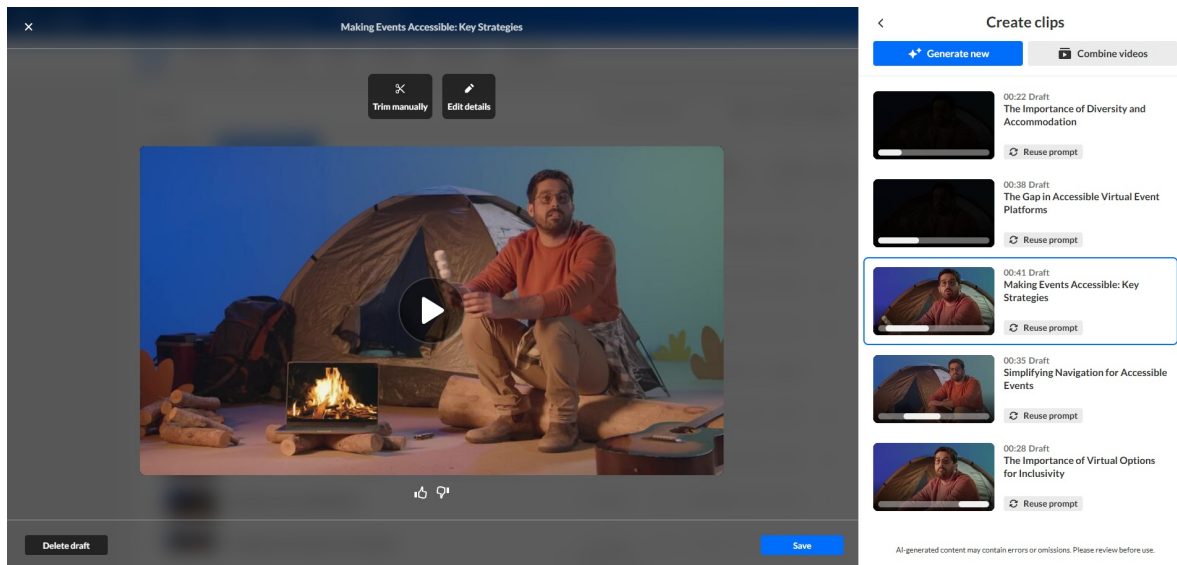 Making Events Accessible: Key Strategies
Trim manually
Edit details
Delete draft
Save
Create clips
Generate new
Combine videos
00:22 Draft
The Importance of Diversity and
Accommodation
Reuse prompt
00:38 Draft
The Gap in Accessible Virtual Event
Platforms
Reuse prompt
00:41 Draft
Making Events Accessible: Key
Strategies
Reuse prompt
00:35 Draft
Simplifying Navigation for Accessible
Events
Reuse prompt
00:28 Draft
The Importance of Virtual Options
for Inclusivity
Reuse prompt
AI-generated content may contain errors or omissions. Please review before use.